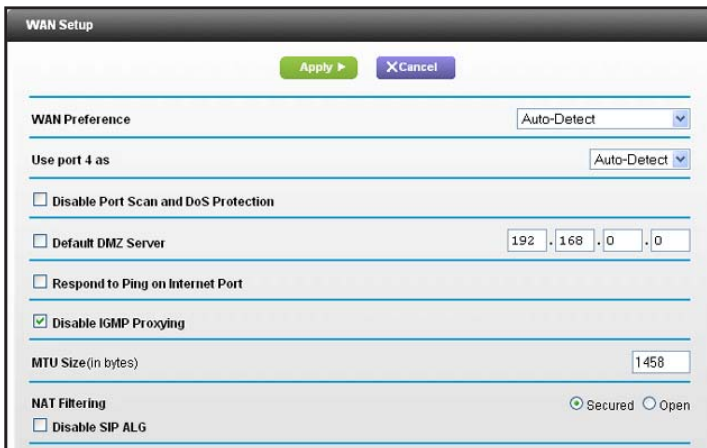 WAN Setup
Apply ▶ X Cancel
WAN Preference Auto-Detect
Use port 4 as Auto-Detect
Disable Port Scan and DoS Protection
Default DMZ Server 192 . 168 . 0 . 0
Respond to Ping on Internet Port
Disable IGMP Proxying
MTU Size(in bytes) 1458
NAT Filtering Secured Open
Disable SIP ALG